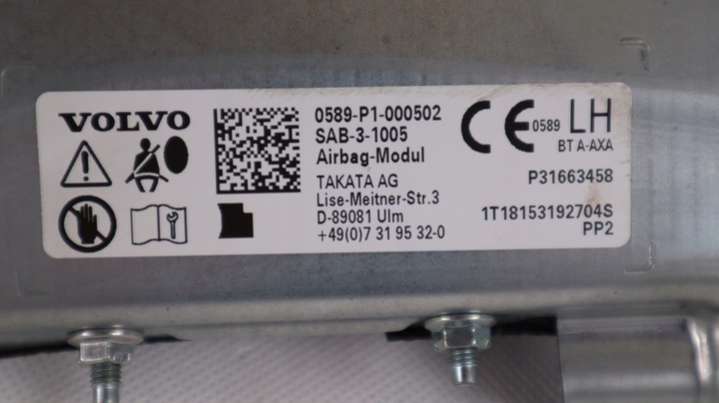 VOLVO
0589-P1-000502
SAB-3-1005
Airbag-Modul
TAKATA AG
Lise-Meitner-Str.3
D-89081 Ulm
+49(0)7 31 95 32-0
CE 0589 LH
BT A-AXA
P31663458
1T18153192704S
PP2